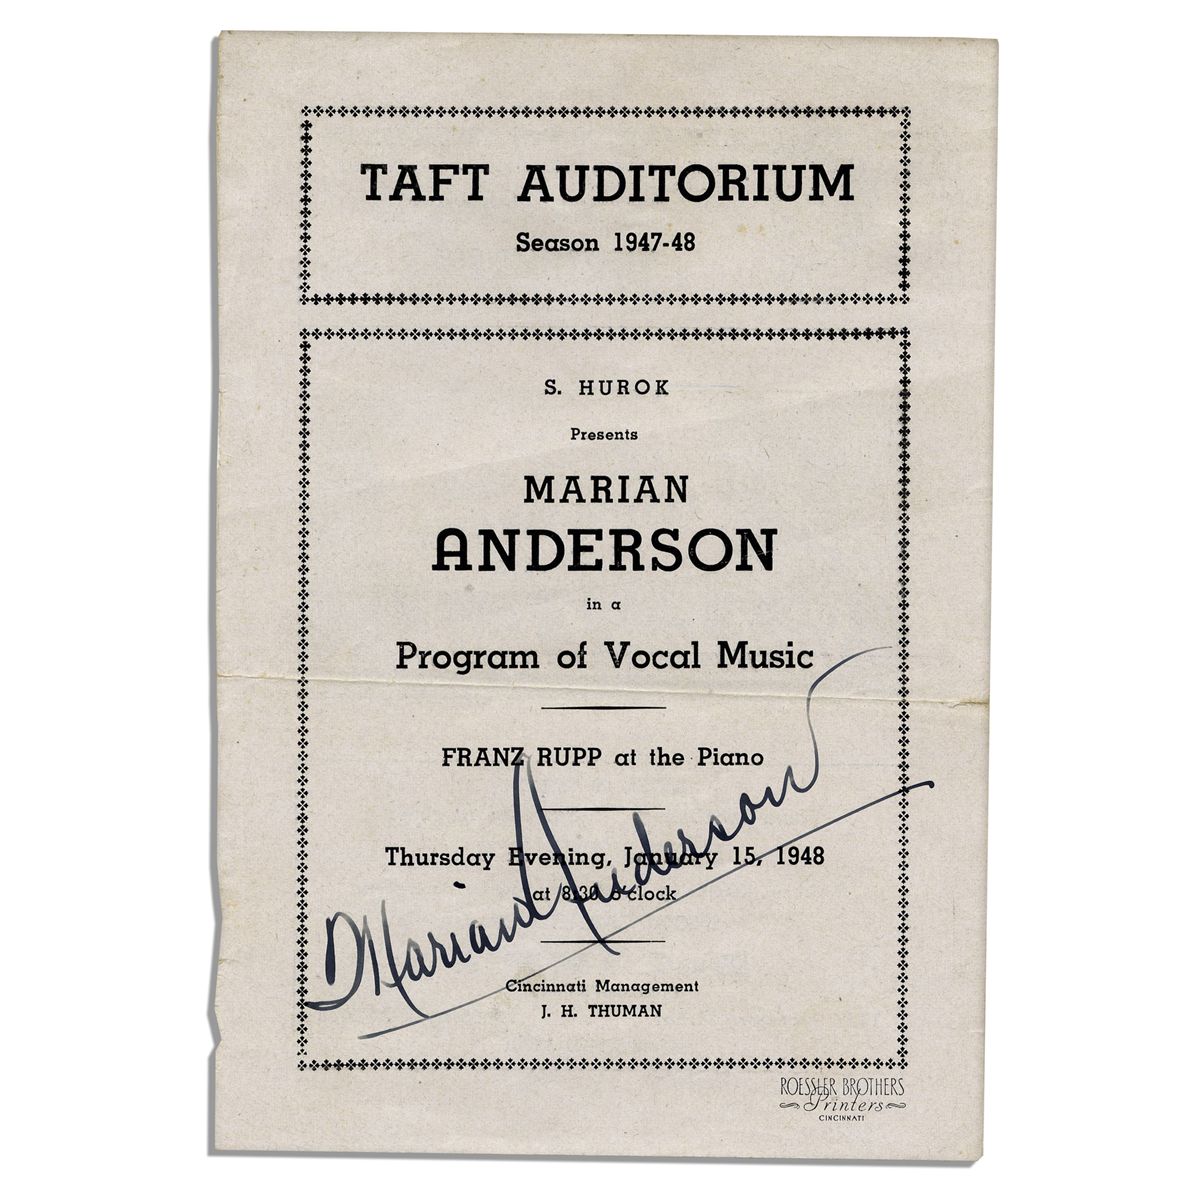 TAFT AUDITORIUM
Season 1947-48
S. HUROK
Presents
MARIAN
ANDERSON
in a
Program of Vocal Music
FRANZ RUPP at the Piano
Thursday Evening, January 15, 1948
at 8:30 o'clock
Marian Anderson
Cincinnati Management
J. H. THUMAN
ROESSLER BROTHERS
Printers
CINCINNATI